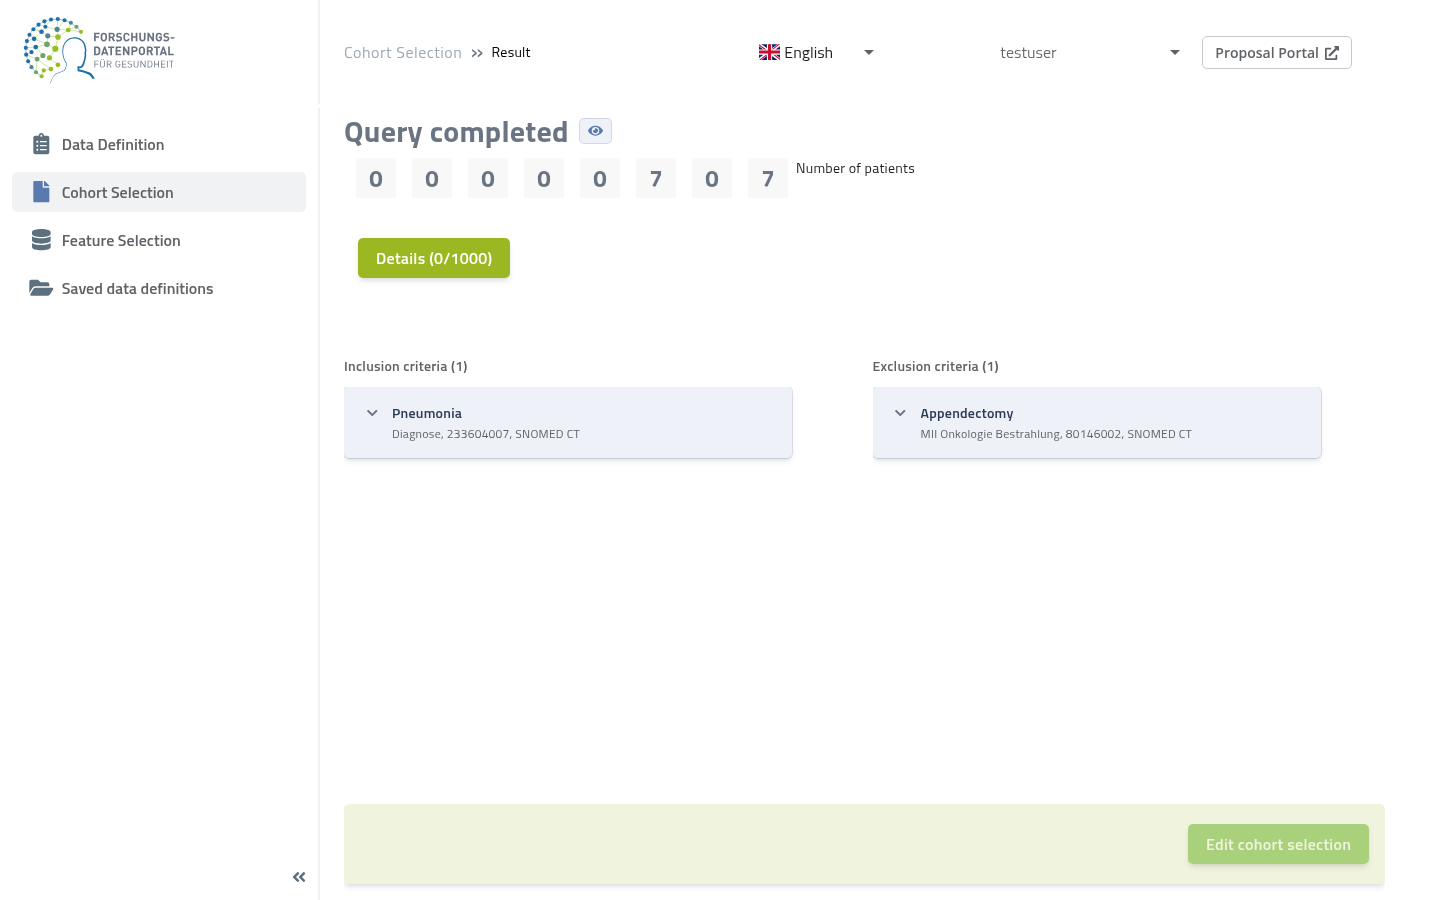 FORSCHUNGS-
DATENPORTAL
FÜR GESUNDHEIT
Cohort Selection » Result
English
testuser
Proposal Portal
Data Definition
Cohort Selection
Feature Selection
Saved data definitions
Query completed
0 0 0 0 0 7 0 7 Number of patients
Details (0/1000)
Inclusion criteria (1)
Pneumonia
Diagnose, 233604007, SNOMED CT
Exclusion criteria (1)
Appendectomy
MII Onkologie Bestrahlung, 80146002, SNOMED CT
Edit cohort selection